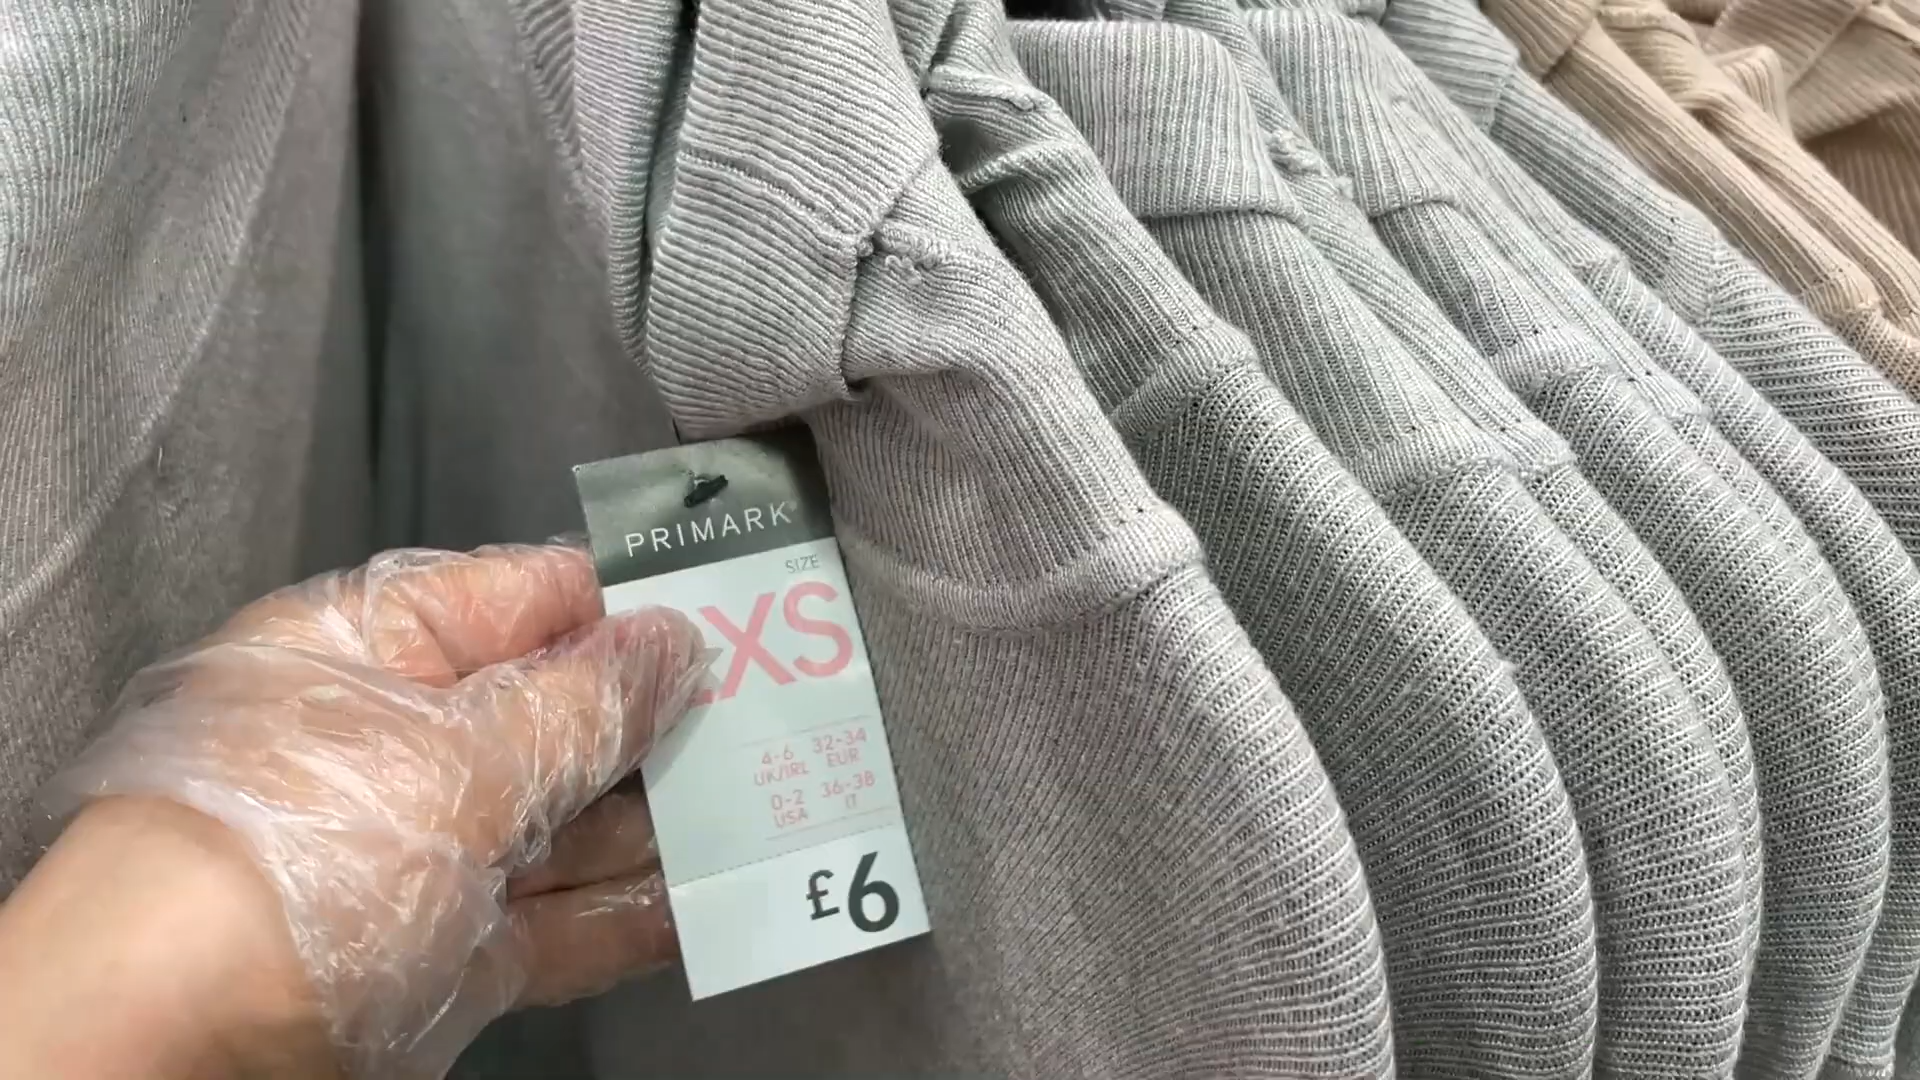 PRIMARK
SIZE
XS
4-6 32-34
UK/IRL EUR
0-2 36-38
USA IT
£6